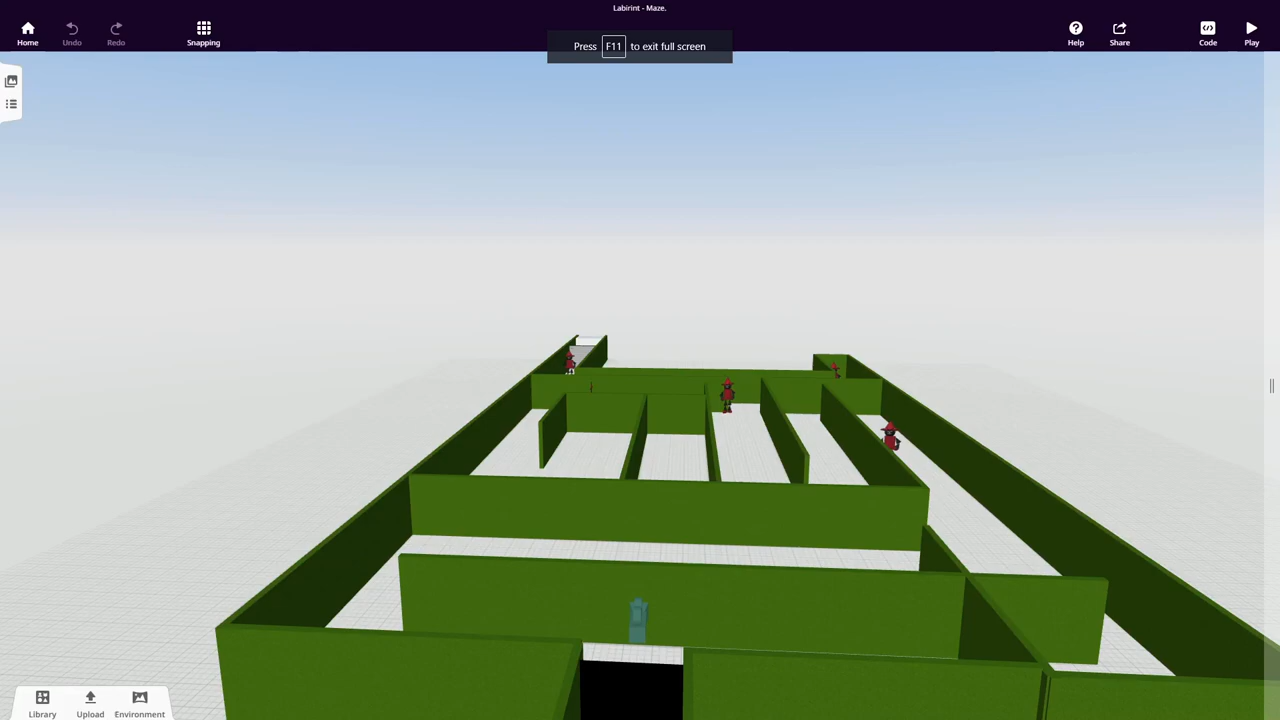 Labirint - Maze.
Home
Undo
Redo
Snapping
Press F11 to exit full screen
Help
Share
Code
Play
Library
Upload
Environment